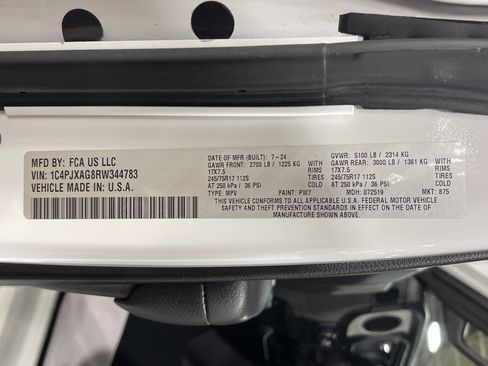 MFD BY: FCA US LLC
VIN: 1C4PJXAG8RW344783
VEHICLE MADE IN: U.S.A.
DATE OF MFR (BUILT): 7-24 GVWR: 5100 LB / 2314 KG
GAWR FRONT: 2700 LB / 1225 KG WITH GAWR REAR: 3000 LB / 1361 KG WITH
17X7.5 RIMS 17X7.5 RIMS
245/75R17 112S TIRES 245/75R17 112S TIRES
AT 250 kPa / 36 PSI AT 250 kPa / 36 PSI
TYPE: MPV PAINT: PW7 MDH: 072519 MKT: 875
THIS VEHICLE CONFORMS TO ALL APPLICABLE U.S.A. FEDERAL MOTOR VEHICLE
SAFETY AND THEFT PREVENTION STANDARDS IN EFFECT ON THE DATE OF
MANUFACTURE SHOWN ABOVE.